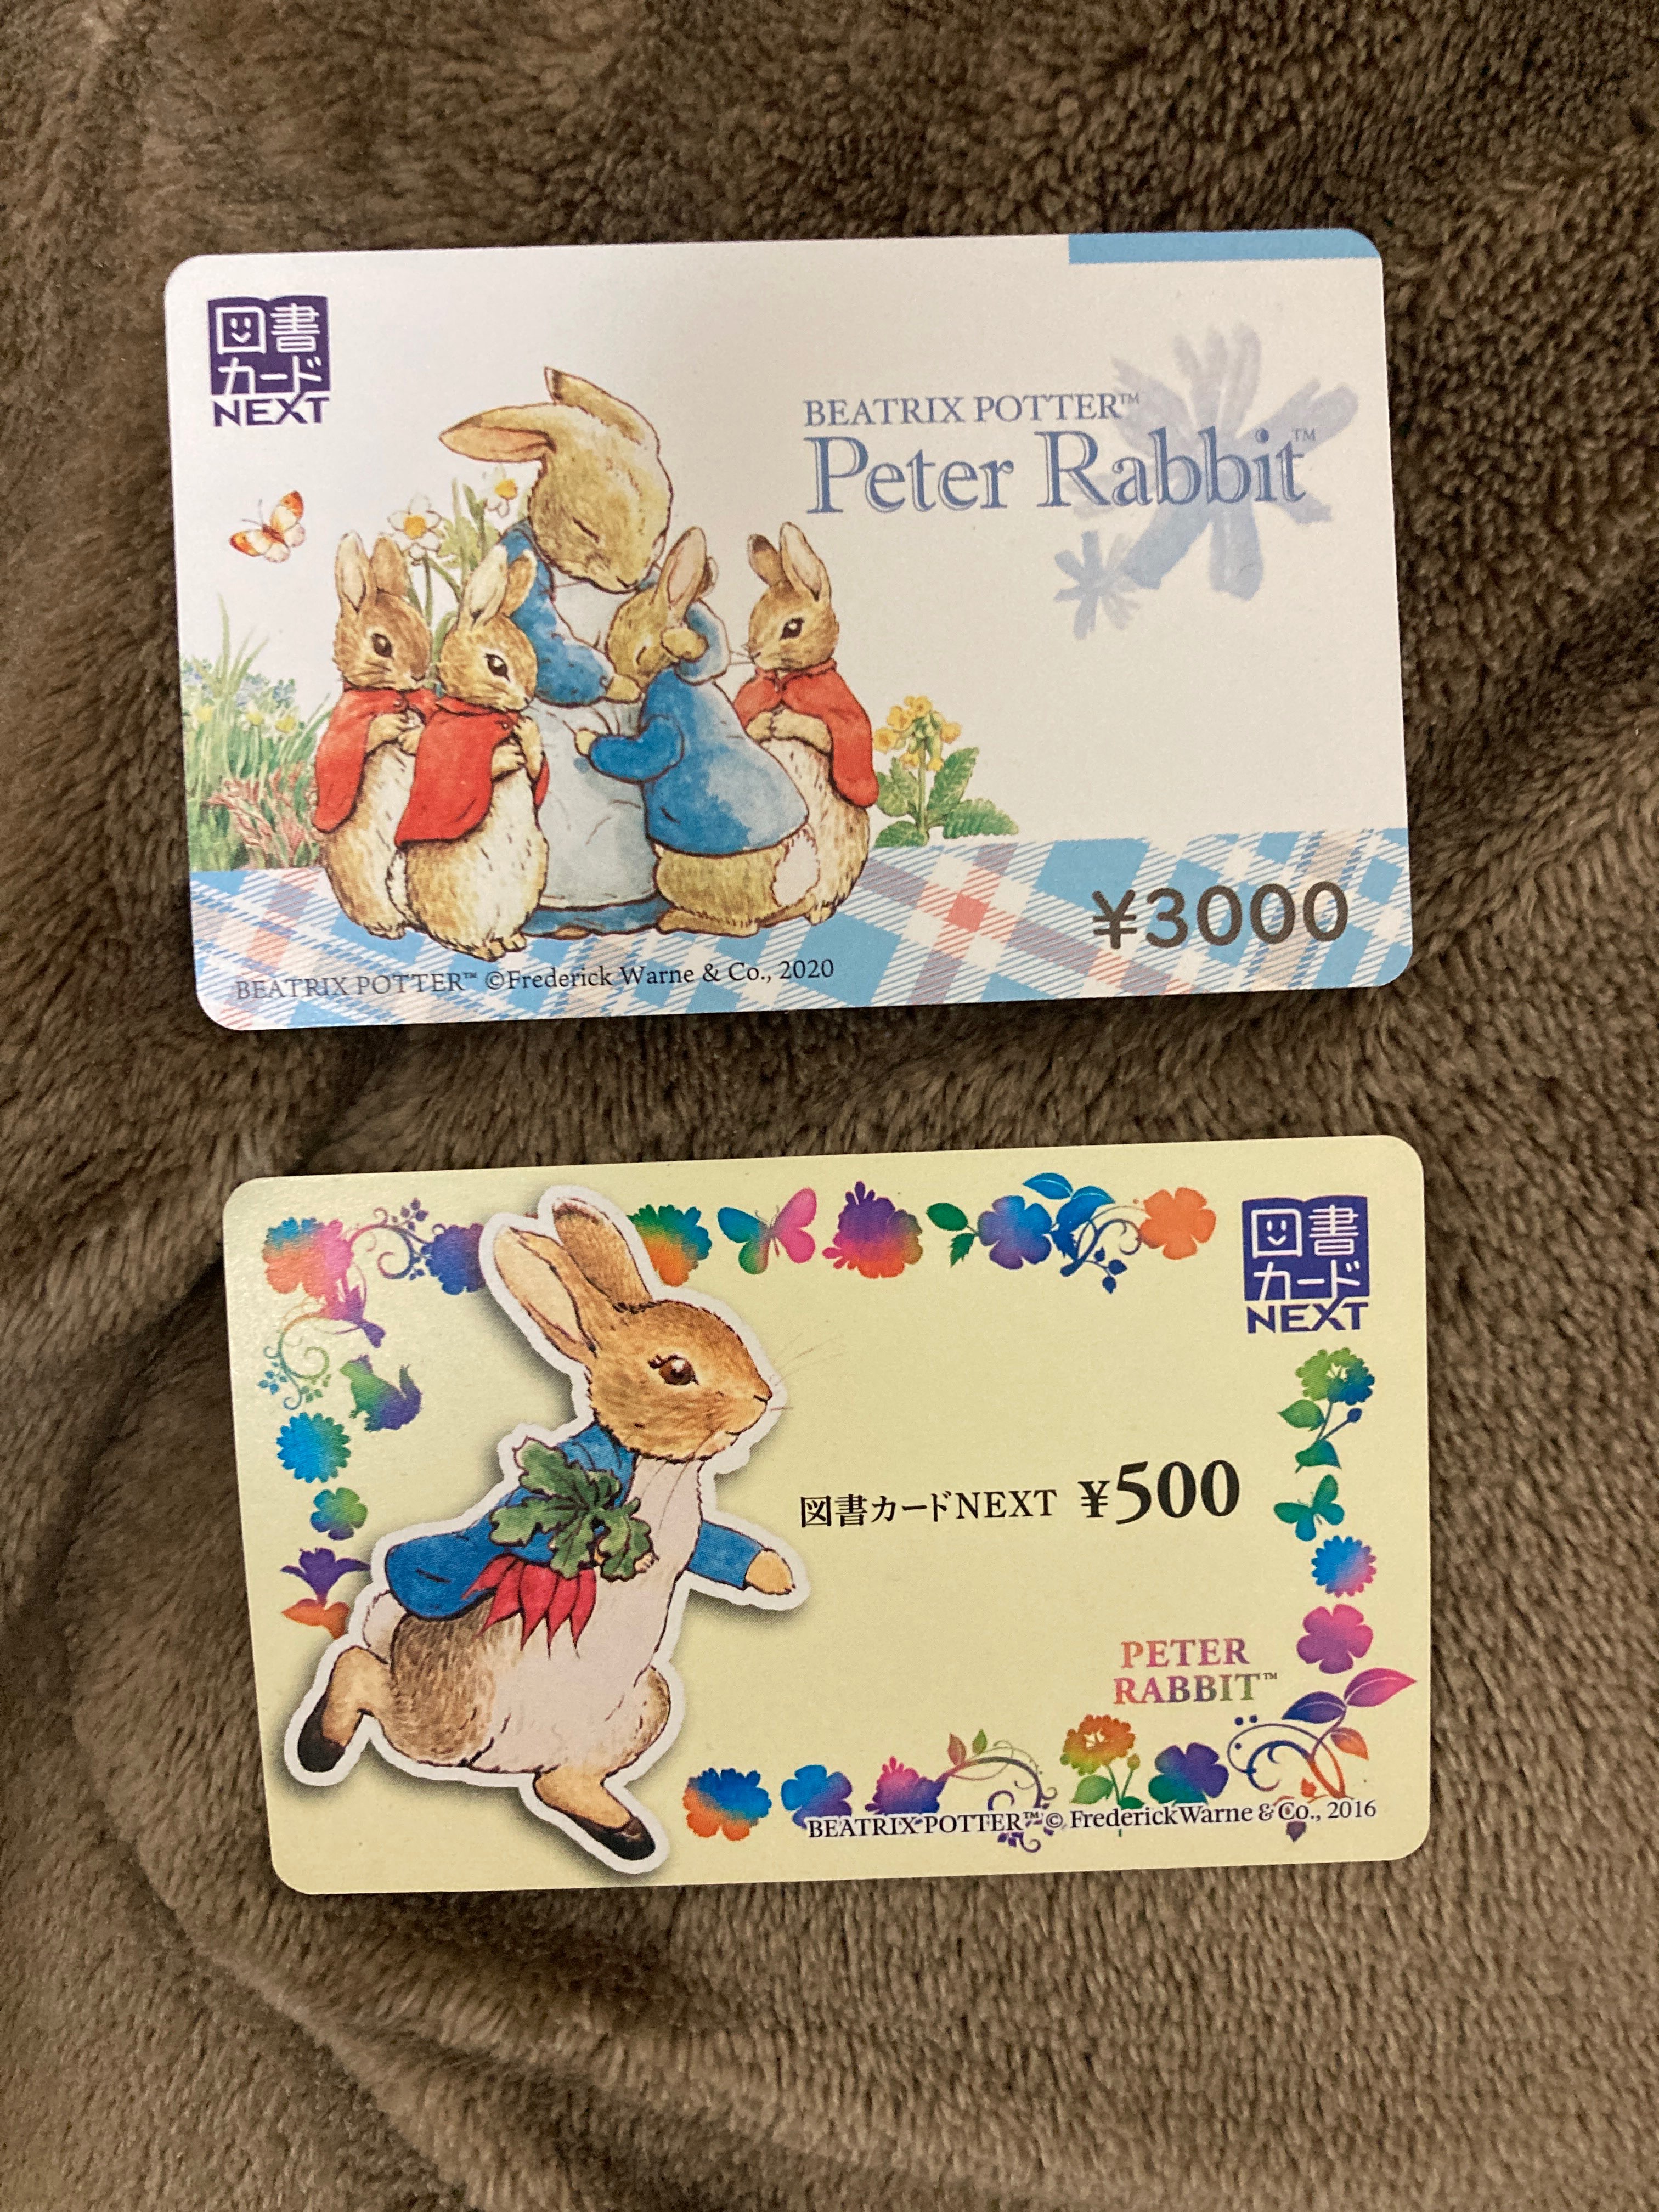 図書
カード
NEXT
BEATRIX POTTER™
Peter Rabbit™
¥3000
BEATRIX POTTER™ ©Frederick Warne & Co., 2020
図書
カード
NEXT
図書カードNEXT ¥500
PETER
RABBIT™
BEATRIX POTTER™ © Frederick Warne & Co., 2016